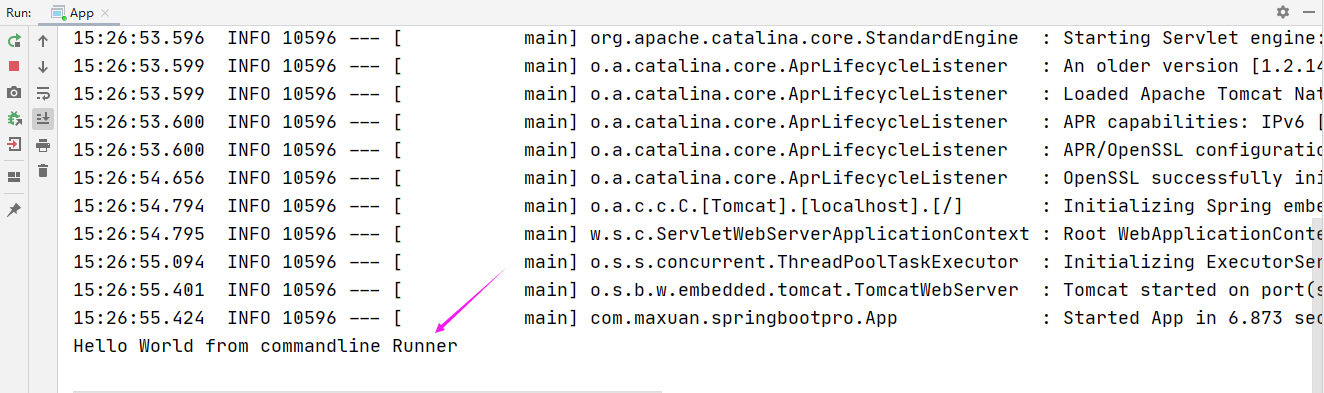 Run: App
15:26:53.596 INFO 10596 --- [ main] org.apache.catalina.core.StandardEngine : Starting Servlet engine:
15:26:53.599 INFO 10596 --- [ main] o.a.catalina.core.AprLifecycleListener : An older version [1.2.14
15:26:53.599 INFO 10596 --- [ main] o.a.catalina.core.AprLifecycleListener : Loaded Apache Tomcat Nat
15:26:53.600 INFO 10596 --- [ main] o.a.catalina.core.AprLifecycleListener : APR capabilities: IPv6 [
15:26:53.600 INFO 10596 --- [ main] o.a.catalina.core.AprLifecycleListener : APR/OpenSSL configuratio
15:26:54.656 INFO 10596 --- [ main] o.a.catalina.core.AprLifecycleListener : OpenSSL successfully ini
15:26:54.794 INFO 10596 --- [ main] o.a.c.c.C.[Tomcat].[localhost].[/] : Initializing Spring embe
15:26:54.795 INFO 10596 --- [ main] w.s.c.ServletWebServerApplicationContext : Root WebApplicationConte
15:26:55.094 INFO 10596 --- [ main] o.s.s.concurrent.ThreadPoolTaskExecutor : Initializing ExecutorSer
15:26:55.401 INFO 10596 --- [ main] o.s.b.w.embedded.tomcat.TomcatWebServer : Tomcat started on port(s
15:26:55.424 INFO 10596 --- [ main] com.maxuan.springbootpro.App : Started App in 6.873 sec
Hello World from commandline Runner